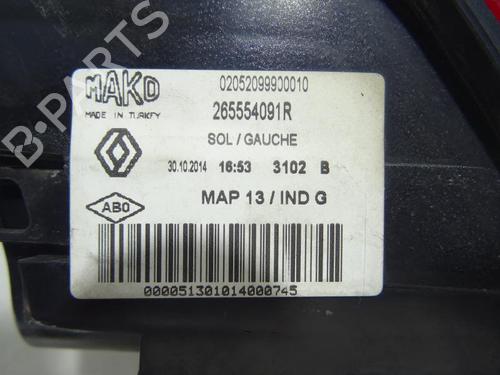 MAKO
MADE IN TURKEY
02052099900010
265554091R
SOL / GAUCHE
30.10.2014 16:53 3102 B
ABO
MAP 13 / IND G
000051301014000745
B-PARTS